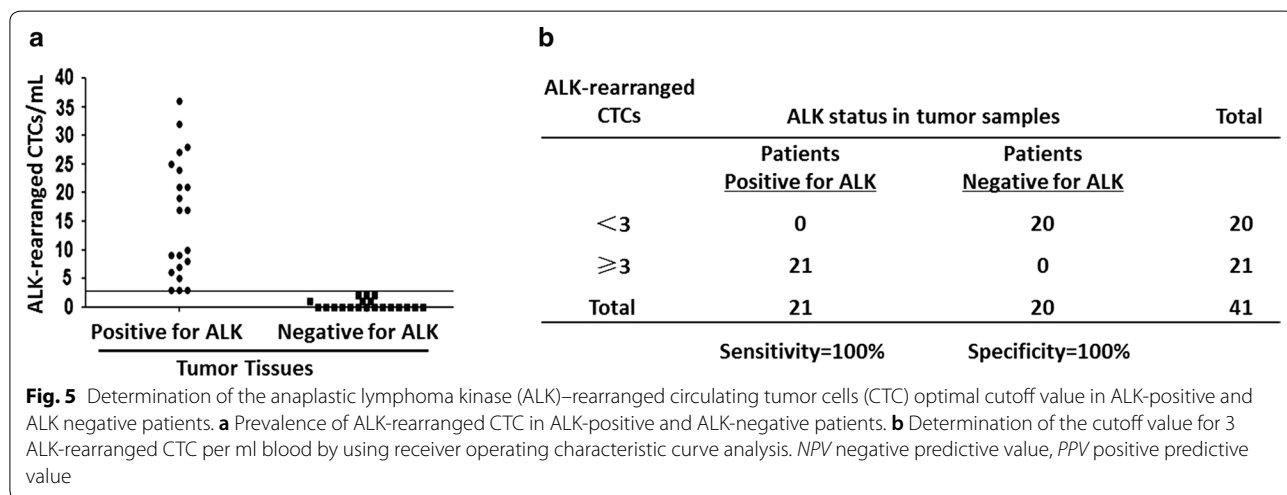 a
ALK-rearranged CTCs/mL
40
35
30
25
20
15
10
5
0
Positive for ALK Negative for ALK
Tumor Tissues
b
ALK-rearranged
CTCs ALK status in tumor samples Total
Patients Patients
Positive for ALK Negative for ALK
<3 0 20 20
≥3 21 0 21
Total 21 20 41
Sensitivity=100% Specificity=100%
Fig. 5 Determination of the anaplastic lymphoma kinase (ALK)–rearranged circulating tumor cells (CTC) optimal cutoff value in ALK-positive and
ALK negative patients. a Prevalence of ALK-rearranged CTC in ALK-positive and ALK-negative patients. b Determination of the cutoff value for 3
ALK-rearranged CTC per ml blood by using receiver operating characteristic curve analysis. NPV negative predictive value, PPV positive predictive
value